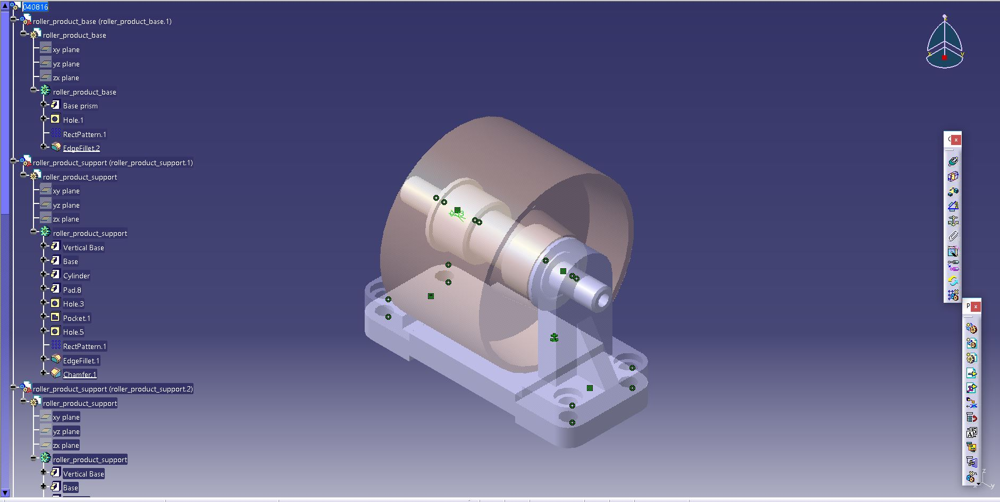 040816
roller_product_base (roller_product_base.1)
roller_product_base
xy plane
yz plane
zx plane
roller_product_base
Base prism
Hole.1
RectPattern.1
EdgeFillet.2
roller_product_support (roller_product_support.1)
roller_product_support
xy plane
yz plane
zx plane
roller_product_support
Vertical Base
Base
Cylinder
Pad.8
Hole.3
Pocket.1
Hole.5
RectPattern.1
EdgeFillet.1
Chamfer.1
roller_product_support (roller_product_support.2)
roller_product_support
xy plane
yz plane
zx plane
roller_product_support
Vertical Base
Base
z
x
y
x
P x
z
y